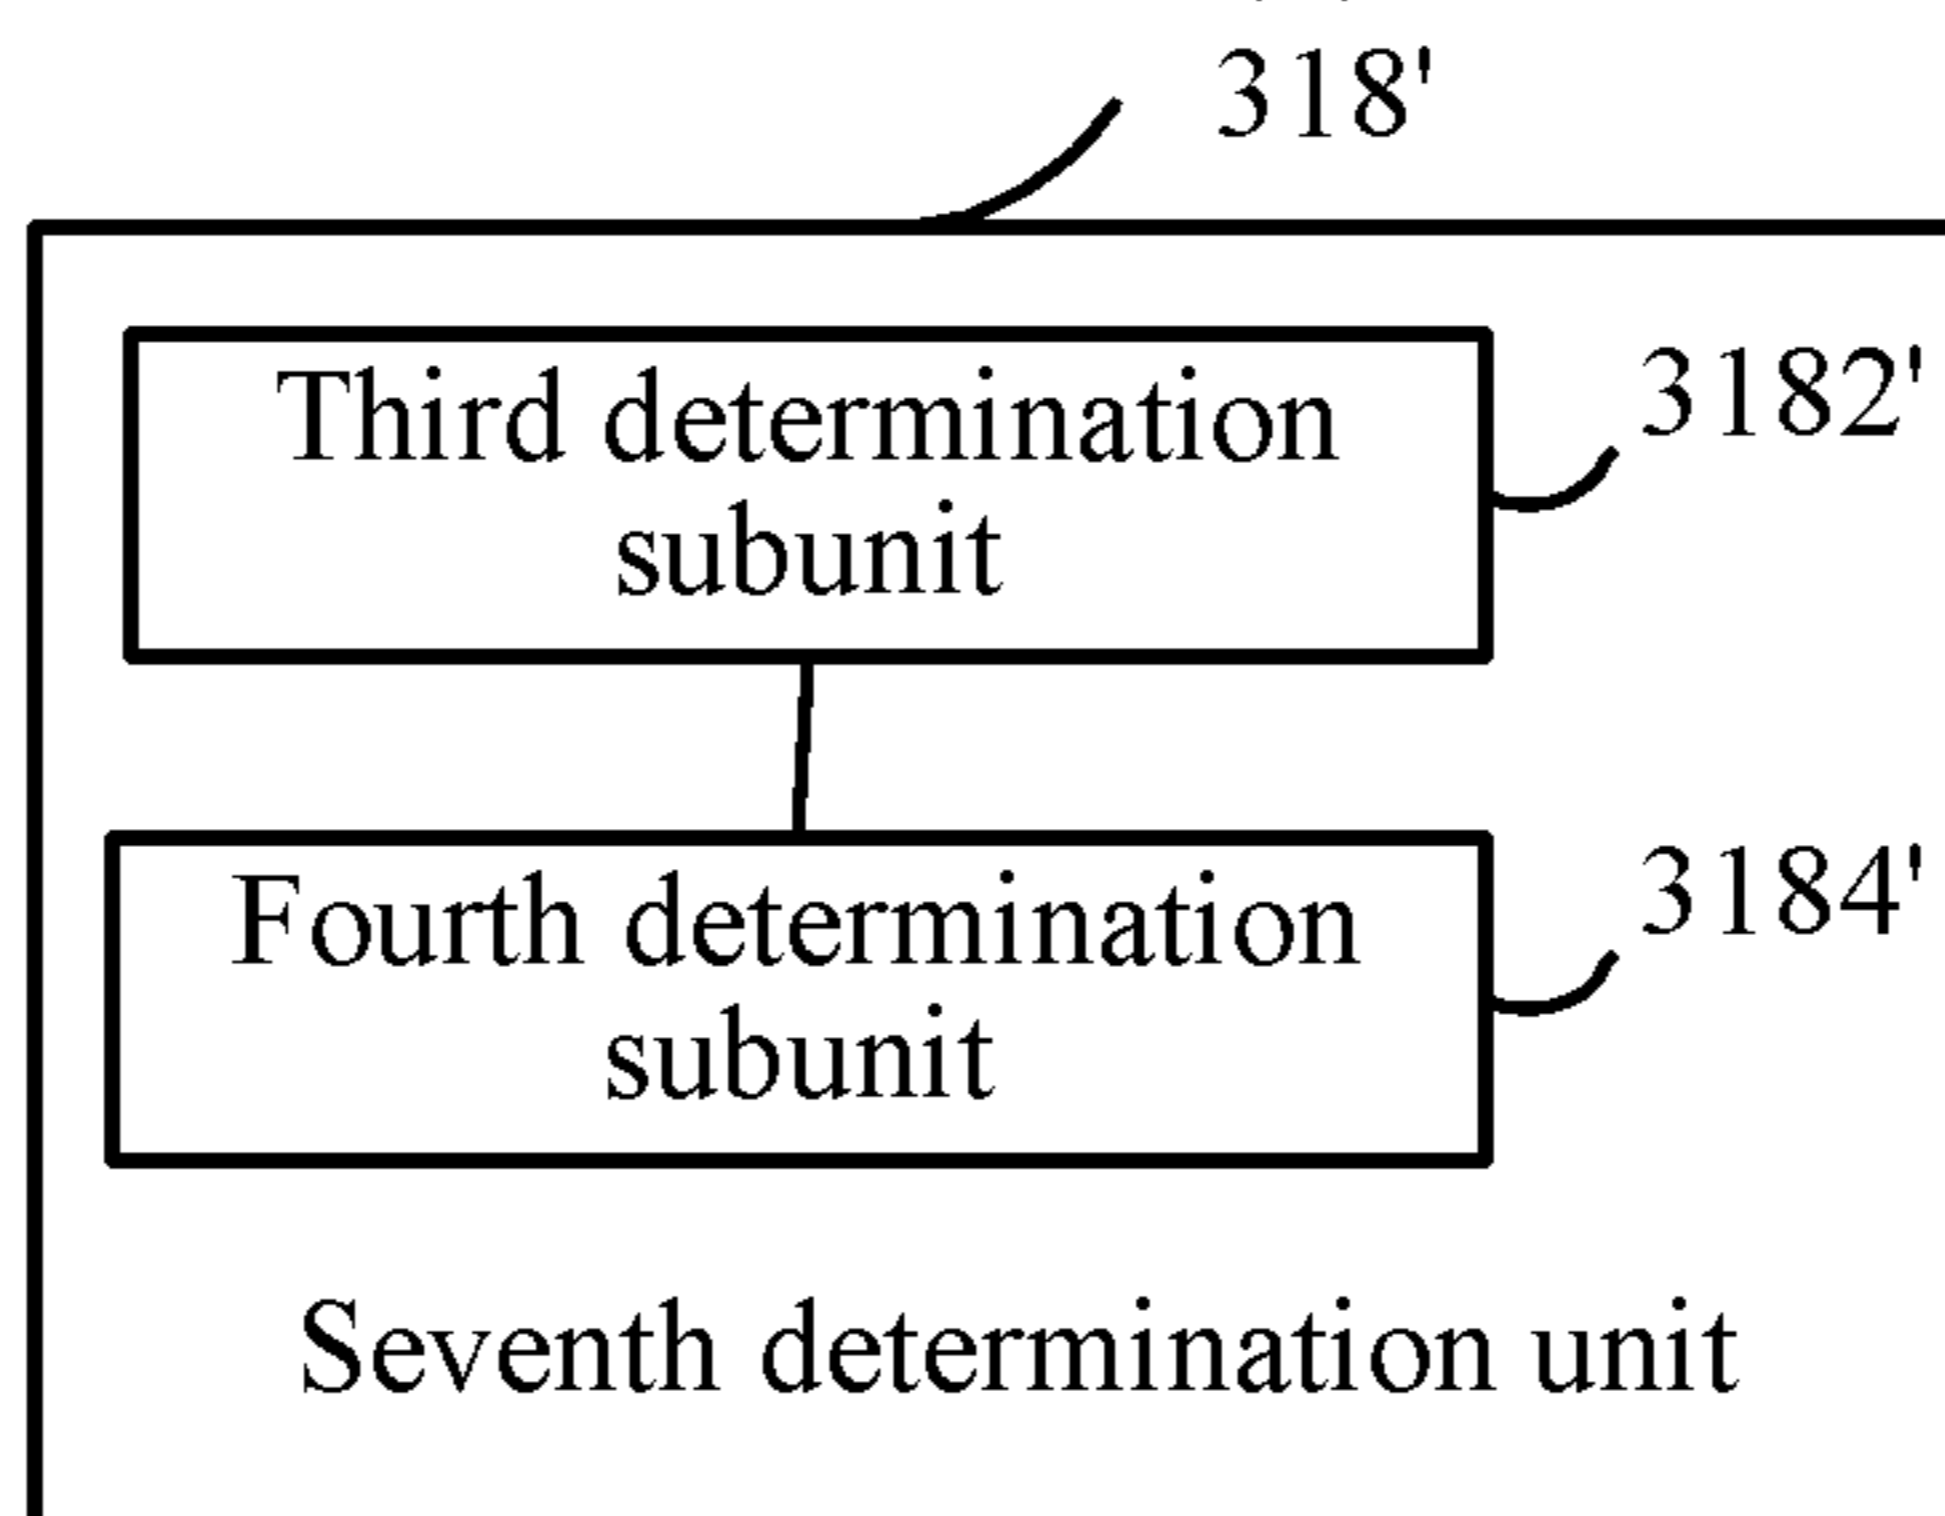 318'
Third determination
subunit
3182'
Fourth determination
subunit
3184'
Seventh determination unit